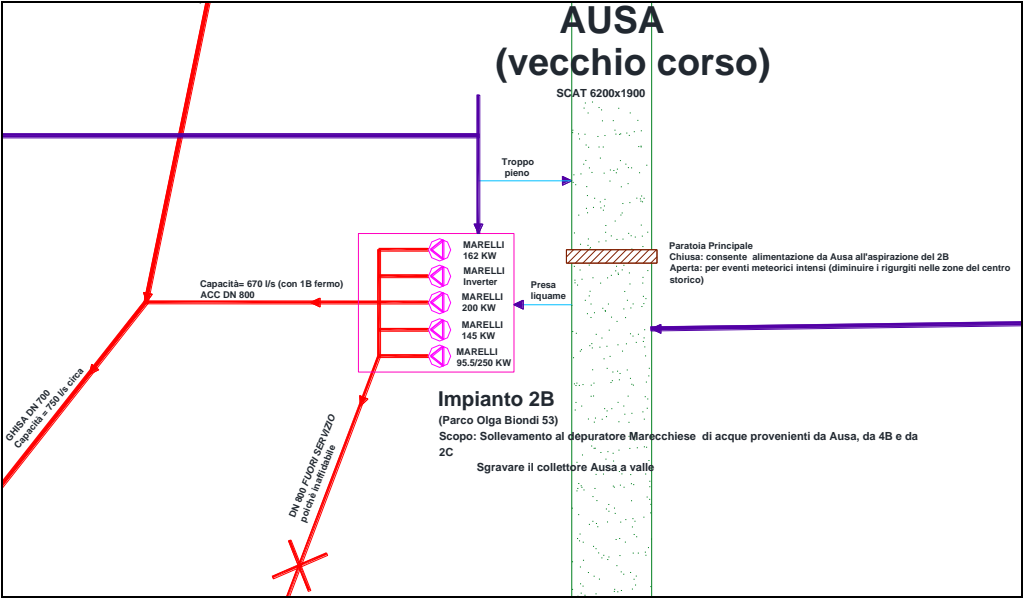 AUSA
(vecchio corso)
SCAT 6200x1900
Troppo
pieno
Paratoia Principale
Chiusa: consente alimentazione da Ausa all'aspirazione del 2B
Aperta: per eventi meteorici intensi (diminuire i rigurgiti nelle zone del centro
storico)
MARELLI
162 KW
MARELLI
Inverter
MARELLI
200 KW
MARELLI
145 KW
MARELLI
95.5/250 KW
Presa
liquame
Capacità= 670 l/s (con 1B fermo)
ACC DN 800
GHISA DN 700
Capacità = 750 l/s circa
DN 800 FUORI SERVIZIO
poichè inaffidabile
Impianto 2B
(Parco Olga Biondi 53)
Scopo: Sollevamento al depuratore Marecchiese di acque provenienti da Ausa, da 4B e da
2C
Sgravare il collettore Ausa a valle